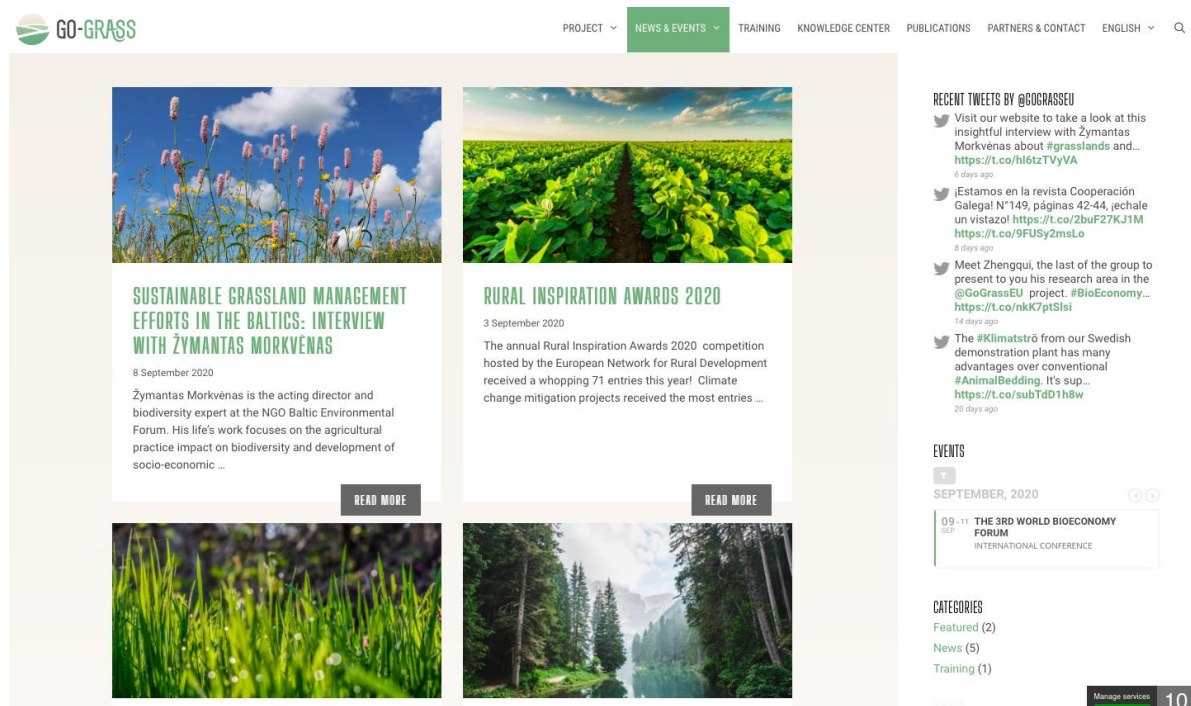 GO-GRASS
PROJECT
NEWS & EVENTS
TRAINING
KNOWLEDGE CENTER
PUBLICATIONS
PARTNERS & CONTACT
ENGLISH
SUSTAINABLE GRASSLAND MANAGEMENT
EFFORTS IN THE BALTICS: INTERVIEW
WITH ŽYMANTAS MORKVĖNAS
8 September 2020
Žymantas Morkvėnas is the acting director and
biodiversity expert at the NGO Baltic Environmental
Forum. His life's work focuses on the agricultural
practice impact on biodiversity and development of
socio-economic ...
READ MORE
RURAL INSPIRATION AWARDS 2020
3 September 2020
The annual Rural Inspiration Awards 2020 competition
hosted by the European Network for Rural Development
received a whopping 71 entries this year! Climate
change mitigation projects received the most entries ...
READ MORE
RECENT TWEETS BY @GOGRASSEU
Visit our website to take a look at this
insightful interview with Žymantas
Morkvėnas about #grasslands and…
https://t.co/hI6tzTVyVA
6 days ago
¡Estamos en la revista Cooperación
Galega! N°149, páginas 42-44, ¡echale
un vistazo! https://t.co/2buF27KJ1M
https://t.co/9FUSy2msLo
8 days ago
Meet Zhengqui, the last of the group to
present to you his research area in the
@GoGrassEU project. #BioEconomy…
https://t.co/nkK7ptSlsi
14 days ago
The #Klimatströ from our Swedish
demonstration plant has many
advantages over conventional
#AnimalBedding. It's sup…
https://t.co/subTdD1h8w
20 days ago
EVENTS
SEPTEMBER, 2020
09 - 11 THE 3RD WORLD BIOECONOMY
SEP FORUM
INTERNATIONAL CONFERENCE
CATEGORIES
Featured (2)
News (5)
Training (1)
Manage services
10